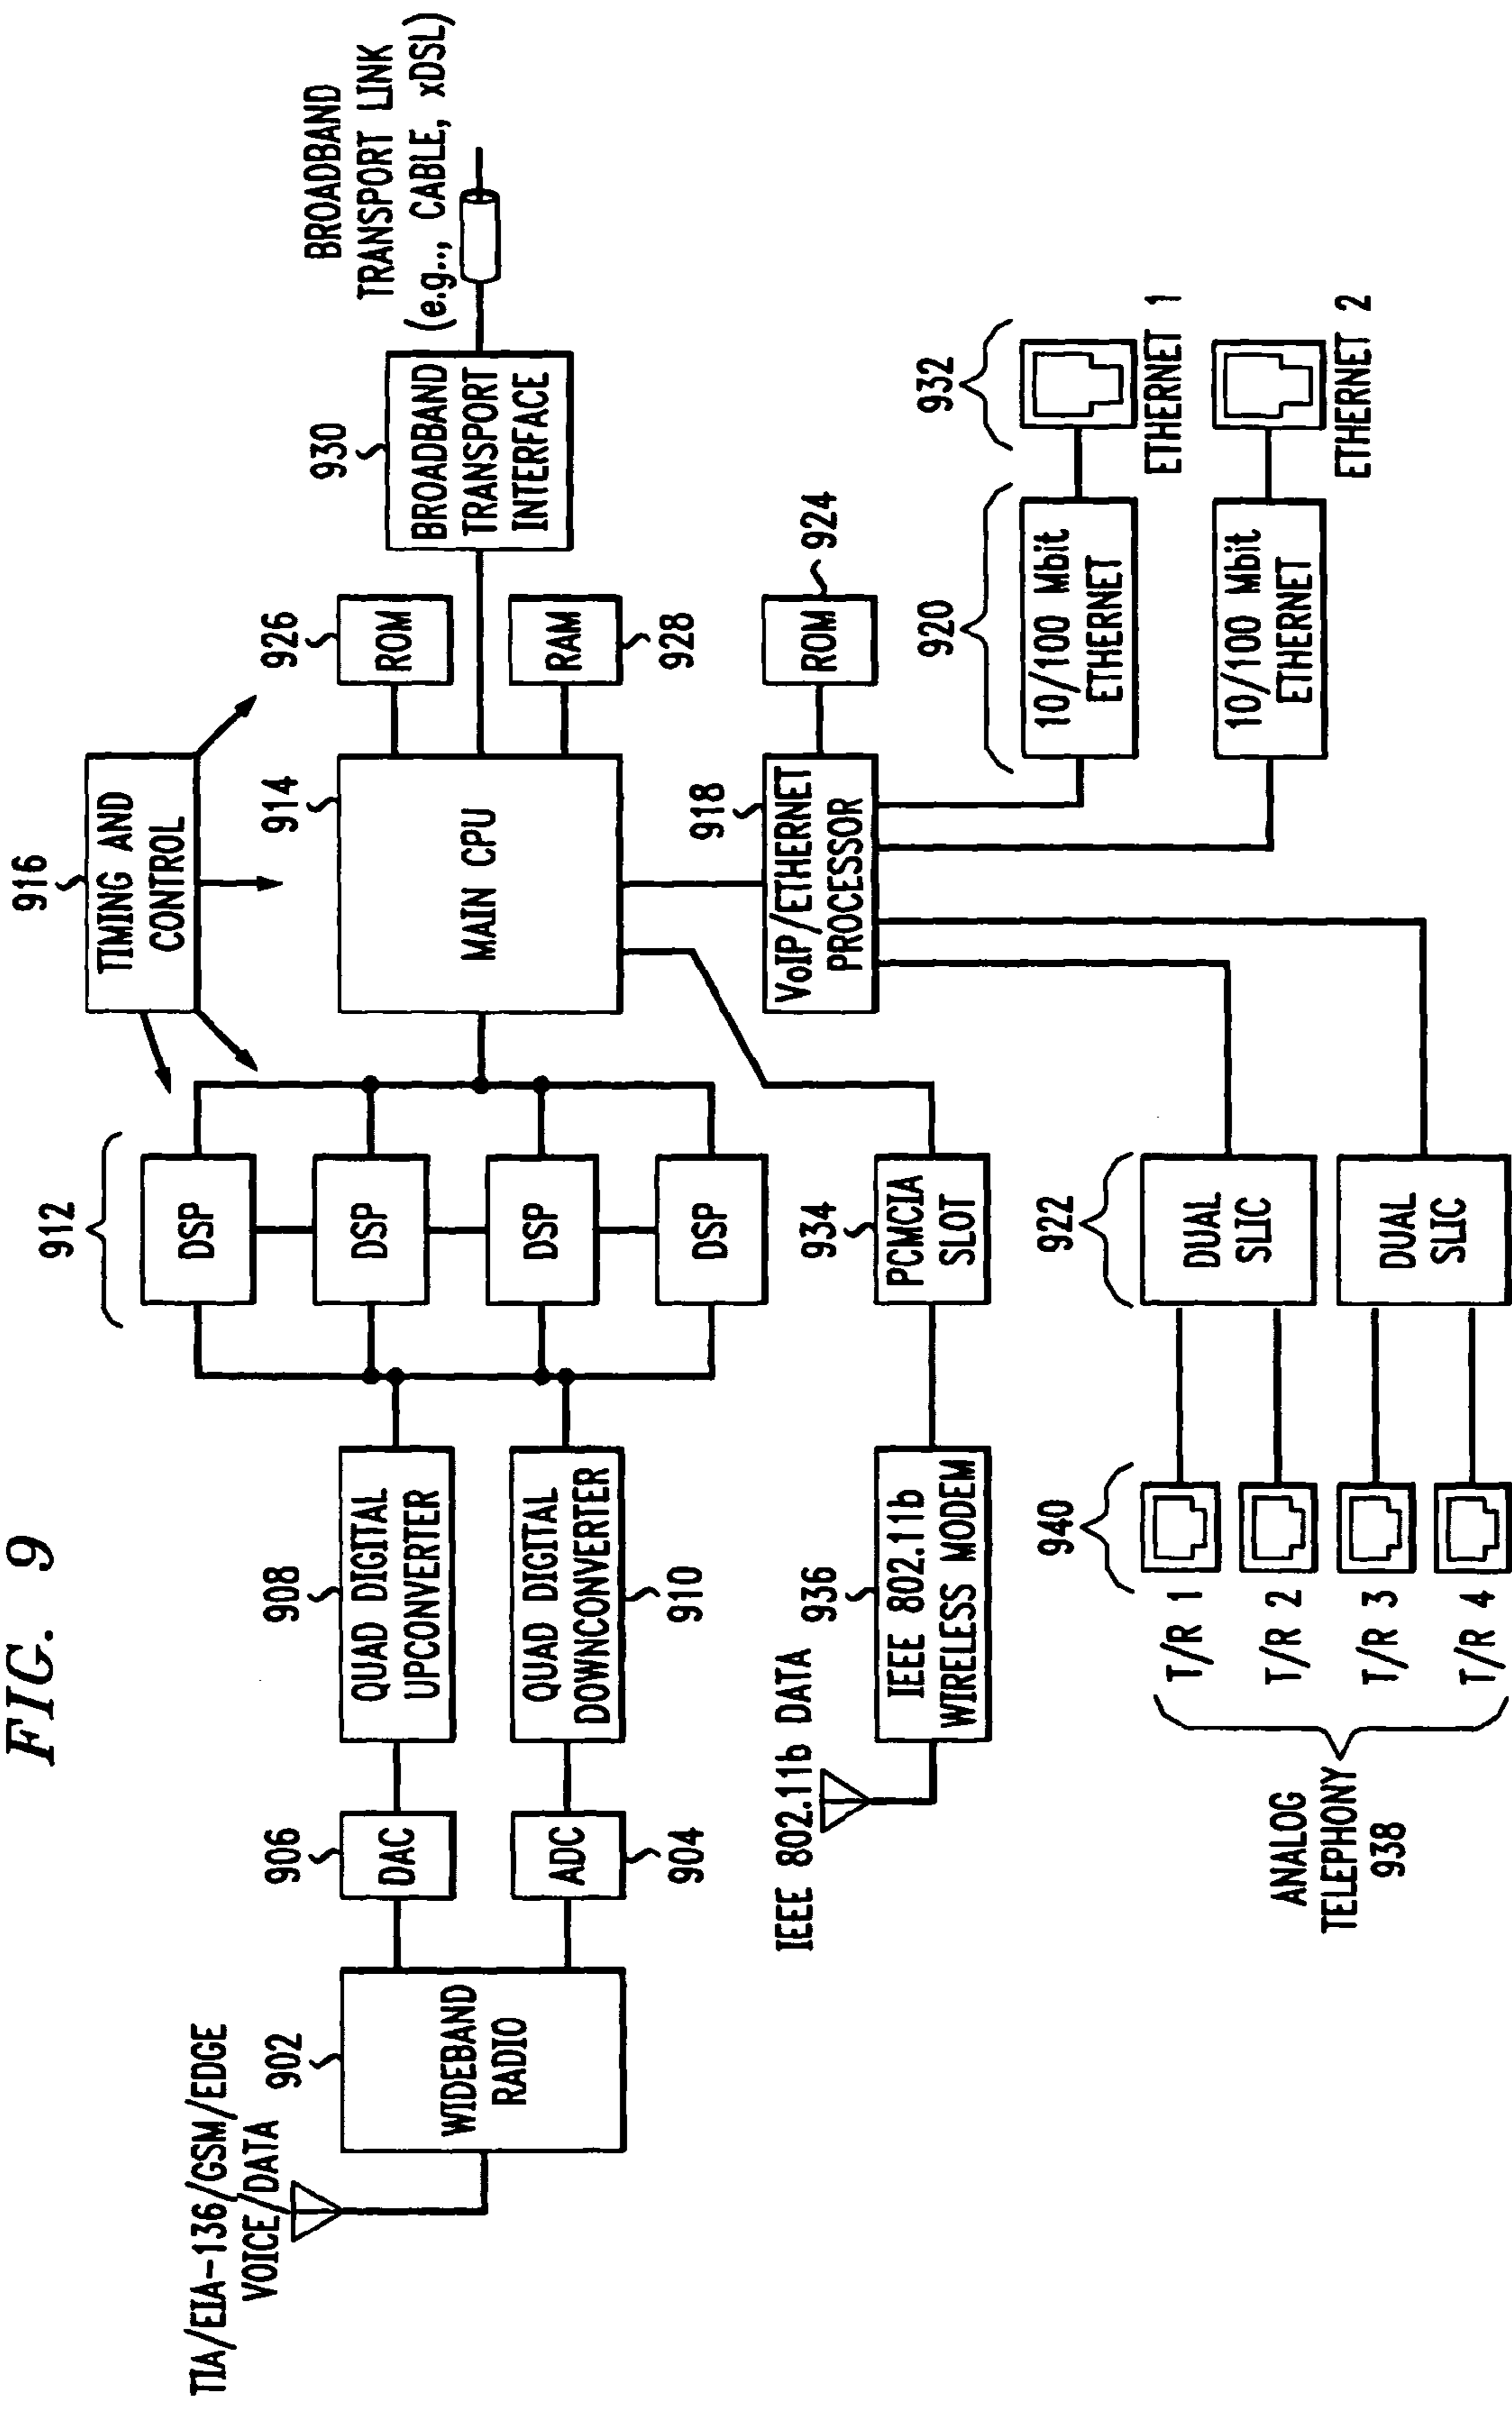 FIG. 9
TIA/EIA-136/GSM/EDGE
VOICE/DATA
902
WIDEBAND
RADIO
906
DAC
ADC
904
908
QUAD DIGITAL
UPCONVERTER
QUAD DIGITAL
DOWNCONVERTER
910
912
DSP
DSP
DSP
DSP
916
TIMING AND
CONTROL
914
MAIN CPU
926
ROM
RAM
928
930
BROADBAND
TRANSPORT
INTERFACE
BROADBAND
TRANSPORT LINK
(e.g.., CABLE, xDSL)
IEEE 802.11b DATA
936
IEEE 802.11b
WIRELESS MODEM
934
PCMCIA
SLOT
918
VoIP/ETHERNET
PROCESSOR
ROM
924
920
10/100 Mbit
ETHERNET
10/100 Mbit
ETHERNET
932
ETHERNET 1
ETHERNET 2
ANALOG
TELEPHONY
938
T/R 1
T/R 2
T/R 3
T/R 4
940
922
DUAL
SLIC
DUAL
SLIC